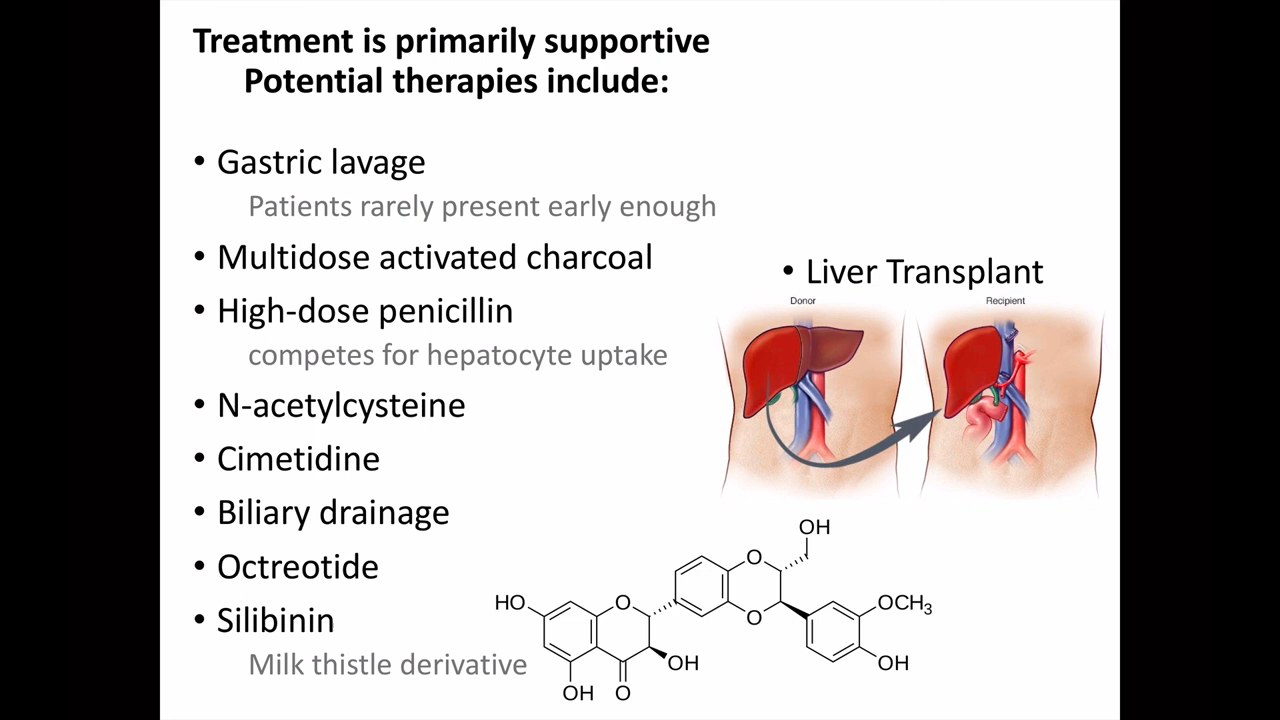 Treatment is primarily supportive
Potential therapies include:
• Gastric lavage
Patients rarely present early enough
• Multidose activated charcoal
• High-dose penicillin
competes for hepatocyte uptake
• N-acetylcysteine
• Cimetidine
• Biliary drainage
• Octreotide
• Silibinin
Milk thistle derivative
• Liver Transplant
Donor
Recipient
OH
O
HO
O
OCH₃
O
OH
OH
OH
O